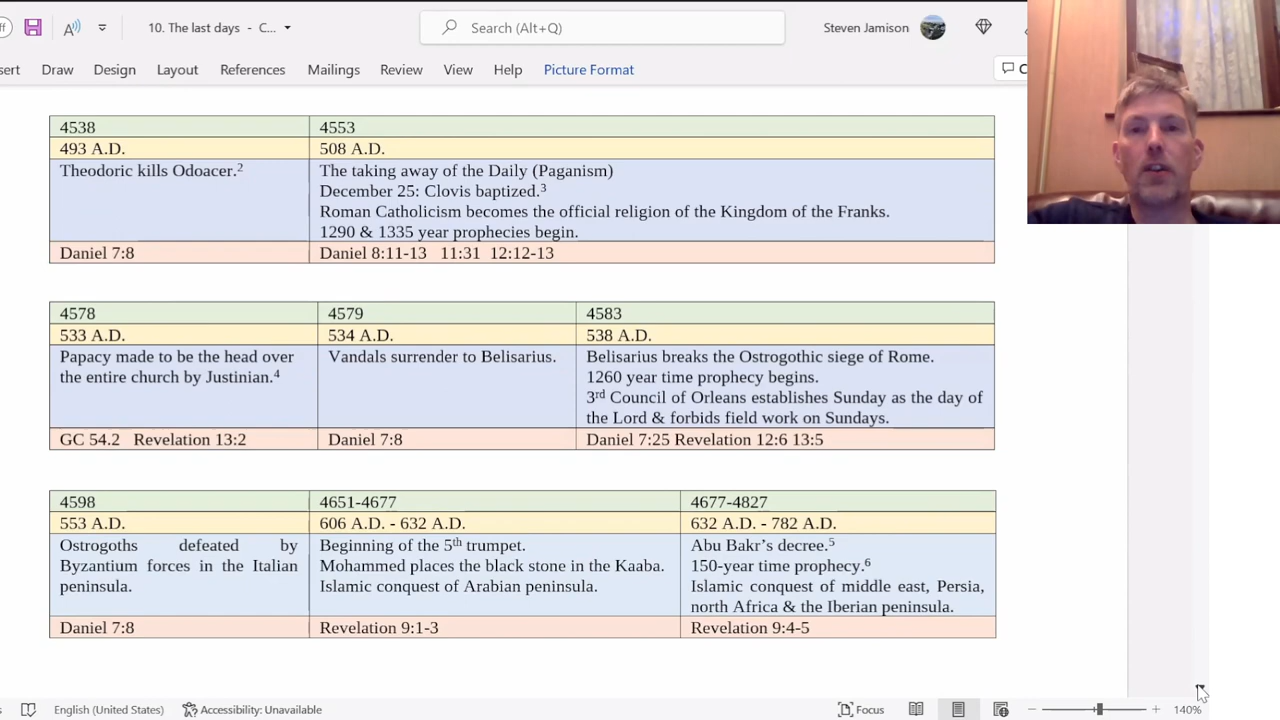 ff
10. The last days - C...
Search (Alt+Q)
Steven Jamison
sert Draw Design Layout References Mailings Review View Help Picture Format C
4538 4553
493 A.D. 508 A.D.
Theodoric kills Odoacer.2 The taking away of the Daily (Paganism)
December 25: Clovis baptized.3
Roman Catholicism becomes the official religion of the Kingdom of the Franks.
1290 & 1335 year prophecies begin.
Daniel 7:8 Daniel 8:11-13 11:31 12:12-13
4578 4579 4583
533 A.D. 534 A.D. 538 A.D.
Papacy made to be the head over Vandals surrender to Belisarius. Belisarius breaks the Ostrogothic siege of Rome.
the entire church by Justinian.4 1260 year time prophecy begins.
3rd Council of Orleans establishes Sunday as the day of
the Lord & forbids field work on Sundays.
GC 54.2 Revelation 13:2 Daniel 7:8 Daniel 7:25 Revelation 12:6 13:5
4598 4651-4677 4677-4827
553 A.D. 606 A.D. - 632 A.D. 632 A.D. - 782 A.D.
Ostrogoths defeated by Beginning of the 5th trumpet. Abu Bakr's decree.5
Byzantium forces in the Italian Mohammed places the black stone in the Kaaba. 150-year time prophecy.6
peninsula. Islamic conquest of Arabian peninsula. Islamic conquest of middle east, Persia,
north Africa & the Iberian peninsula.
Daniel 7:8 Revelation 9:1-3 Revelation 9:4-5
s English (United States) Accessibility: Unavailable Focus 140%